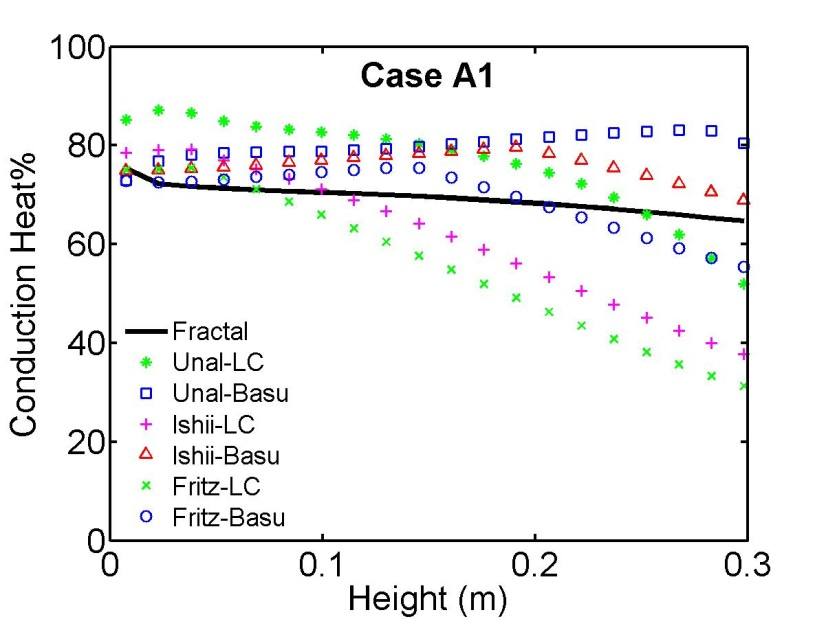 Case A1
100
80
60
40
20
0
Conduction Heat%
Fractal
Unal-LC
Unal-Basu
Ishii-LC
Ishii-Basu
Fritz-LC
Fritz-Basu
0 0.1 0.2 0.3
Height (m)